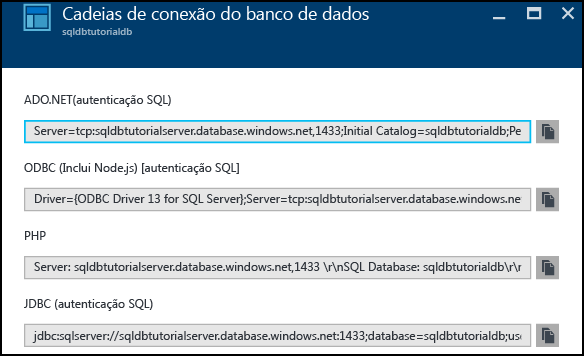 Cadeias de conexão do banco de dados
sqldbtutorialdb
ADO.NET(autenticação SQL)
Server=tcp:sqldbtutorialserver.database.windows.net,1433;Initial Catalog=sqldbtutorialdb;Pe
ODBC (Inclui Node.js) [autenticação SQL]
Driver={ODBC Driver 13 for SQL Server};Server=tcp:sqldbtutorialserver.database.windows.ne
PHP
Server: sqldbtutorialserver.database.windows.net,1433 \r\nSQL Database: sqldbtutorialdb\r\n
JDBC (autenticação SQL)
jdbc:sqlserver://sqldbtutorialserver.database.windows.net:1433;database=sqldbtutorialdb;use